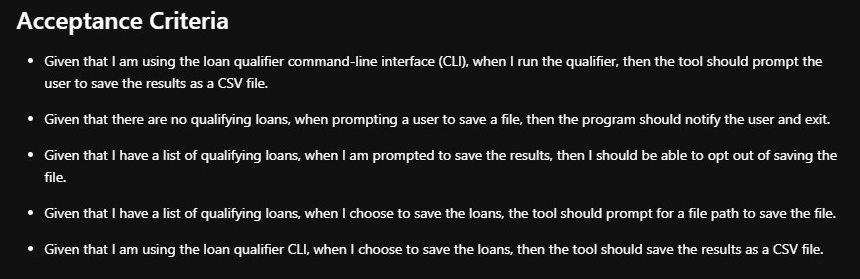 Acceptance Criteria
• Given that I am using the loan qualifier command-line interface (CLI), when I run the qualifier, then the tool should prompt the
user to save the results as a CSV file.
• Given that there are no qualifying loans, when prompting a user to save a file, then the program should notify the user and exit.
• Given that I have a list of qualifying loans, when I am prompted to save the results, then I should be able to opt out of saving the
file.
• Given that I have a list of qualifying loans, when I choose to save the loans, the tool should prompt for a file path to save the file.
• Given that I am using the loan qualifier CLI, when I choose to save the loans, then the tool should save the results as a CSV file.